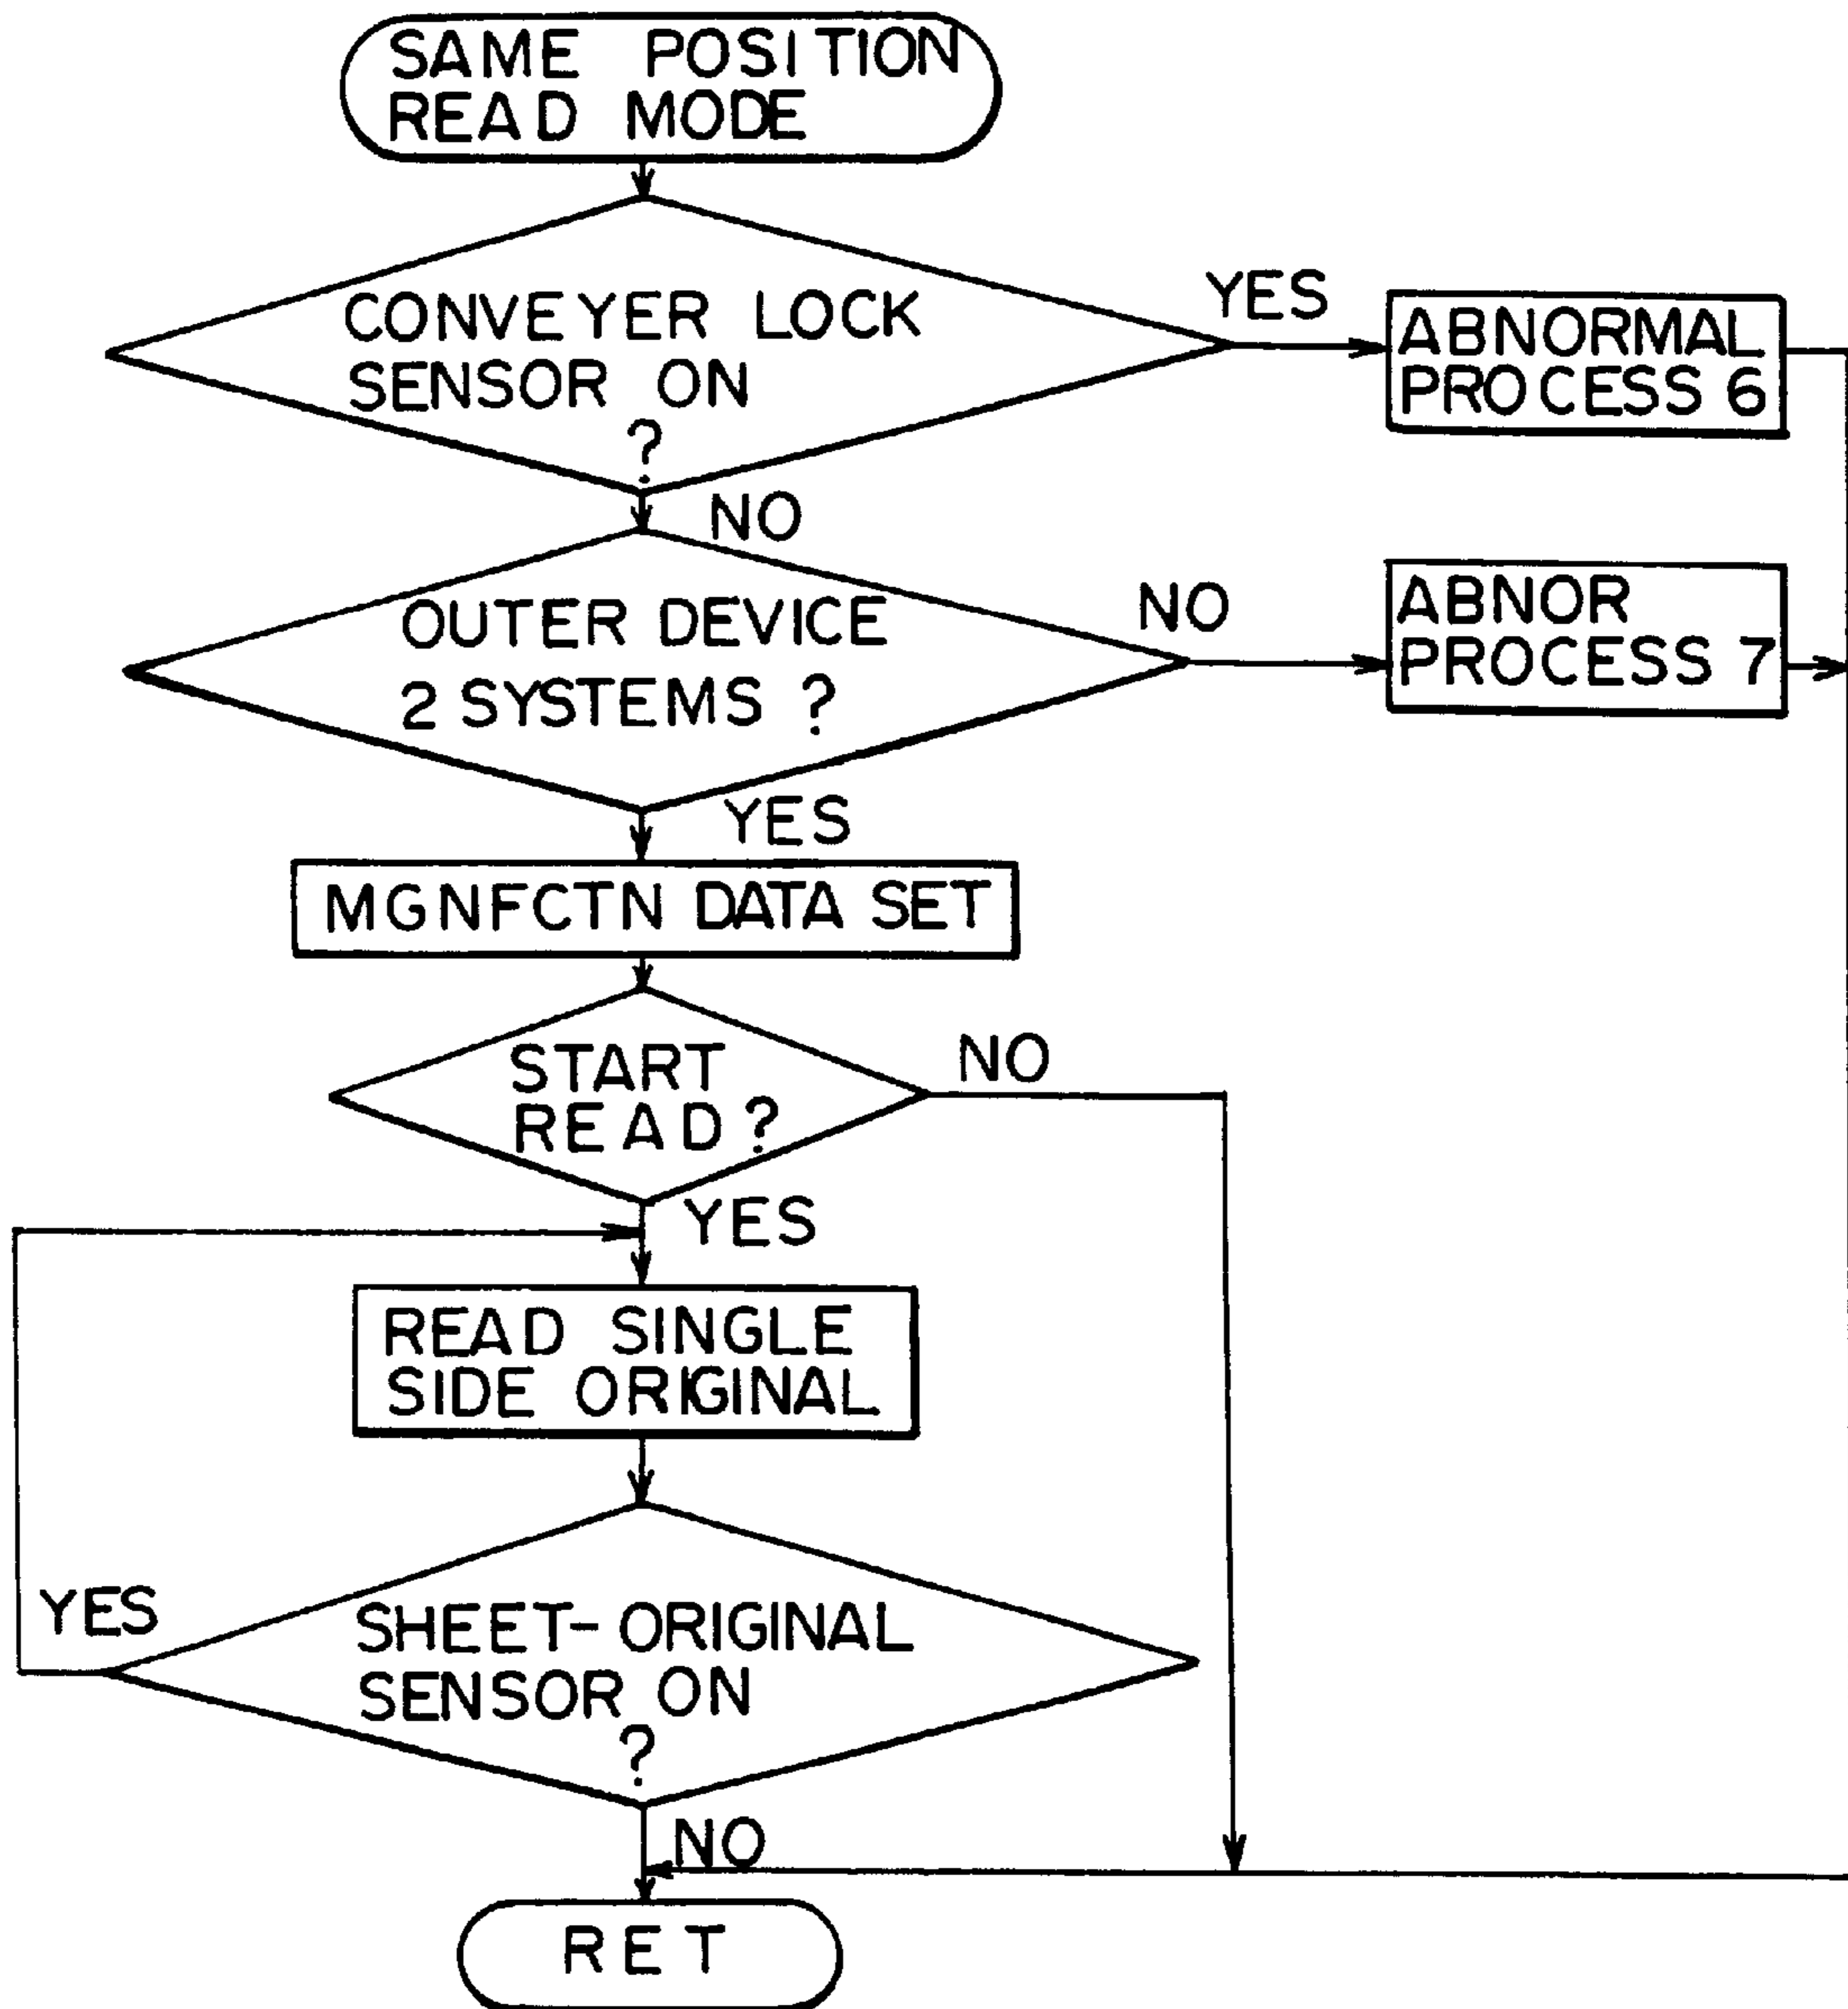 SAME POSITION
READ MODE
CONVEYER LOCK
SENSOR ON
?
YES
ABNORMAL
PROCESS 6
NO
OUTER DEVICE
2 SYSTEMS ?
NO
ABNOR
PROCESS 7
YES
MGNFCTN DATA SET
START
READ ?
NO
YES
READ SINGLE
SIDE ORIGINAL
YES
SHEET-ORIGINAL
SENSOR ON
?
NO
RET